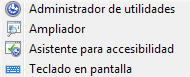 Administrador de utilidades
Ampliador
Asistente para accesibilidad
Teclado en pantalla